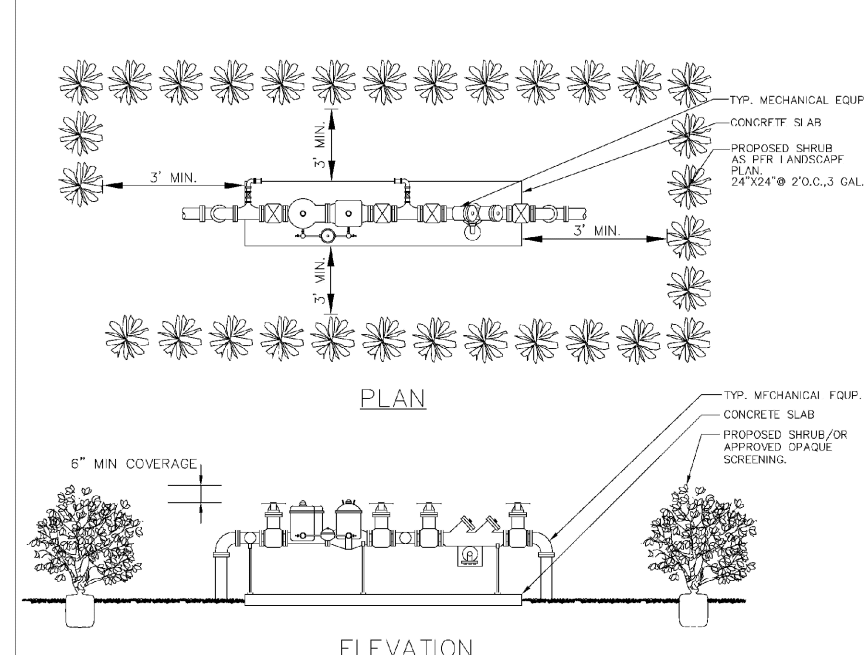 TYP. MECHANICAL EQUP
CONCRETE SLAB
PROPOSED SHRUB
AS PER LANDSCAPE
PLAN.
24"X24"@ 2'O.C.,3 GAL.
3' MIN.
3' MIN.
3' MIN.
3' MIN.
PLAN
TYP. MECHANICAL EQUP.
CONCRETE SLAB
PROPOSED SHRUB/OR
APPROVED OPAQUE
SCREENING.
6" MIN COVERAGE
ELEVATION